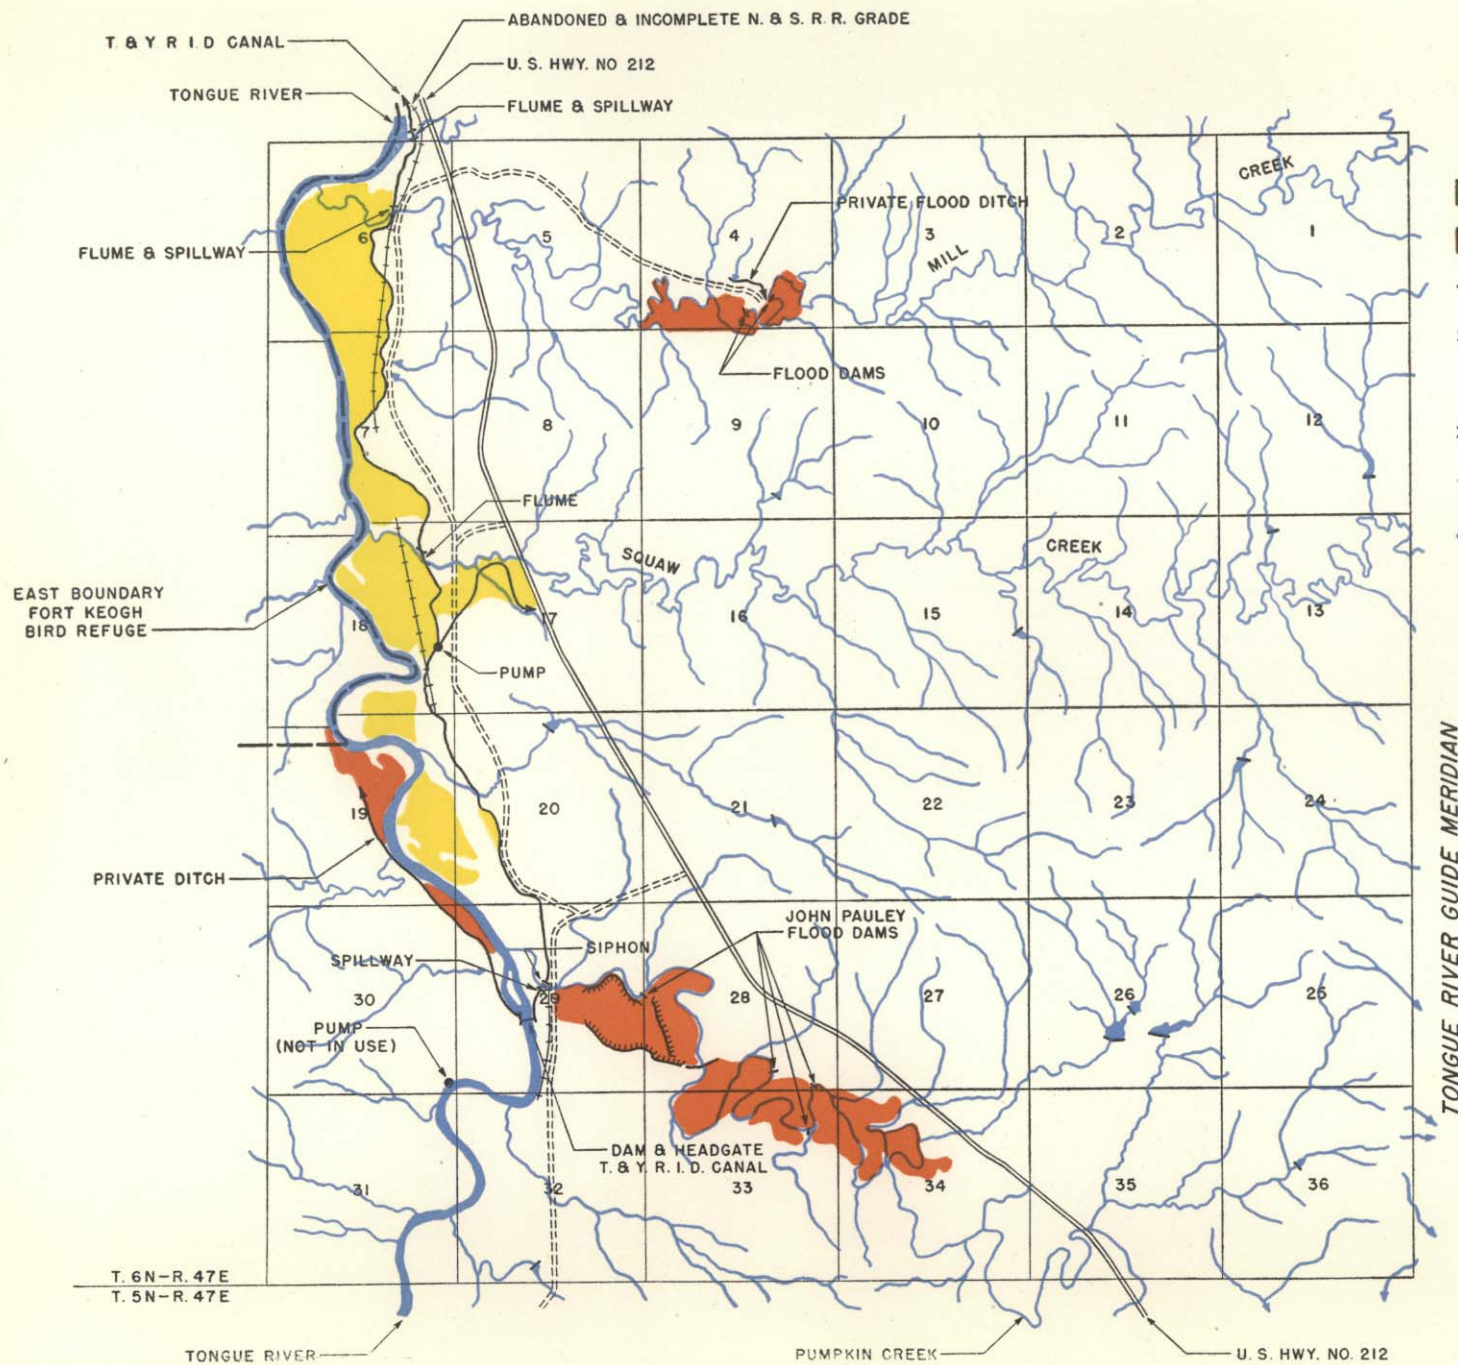 ABANDONED & INCOMPLETE N. & S. R. R. GRADE
T. & Y. R. I. D CANAL
U. S. HWY. NO 212
TONGUE RIVER
FLUME & SPILLWAY
CREEK
PRIVATE FLOOD DITCH
6
5
4
3
2
1
FLUME & SPILLWAY
MILL
FLOOD DAMS
7
8
9
10
11
12
FLUME
SQUAW
CREEK
EAST BOUNDARY
FORT KEOGH
BIRD REFUGE
18
17
16
15
14
13
PUMP
TONGUE RIVER GUIDE MERIDIAN
19
20
21
22
23
24
PRIVATE DITCH
JOHN PAULEY
FLOOD DAMS
SIPHON
SPILLWAY
30
29
28
27
26
25
PUMP
(NOT IN USE)
DAM & HEADGATE
T. & Y. R. I. D. CANAL
31
32
33
34
35
36
T. 6N–R. 47E
T. 5N–R. 47E
TONGUE RIVER
PUMPKIN CREEK
U. S. HWY. NO. 212